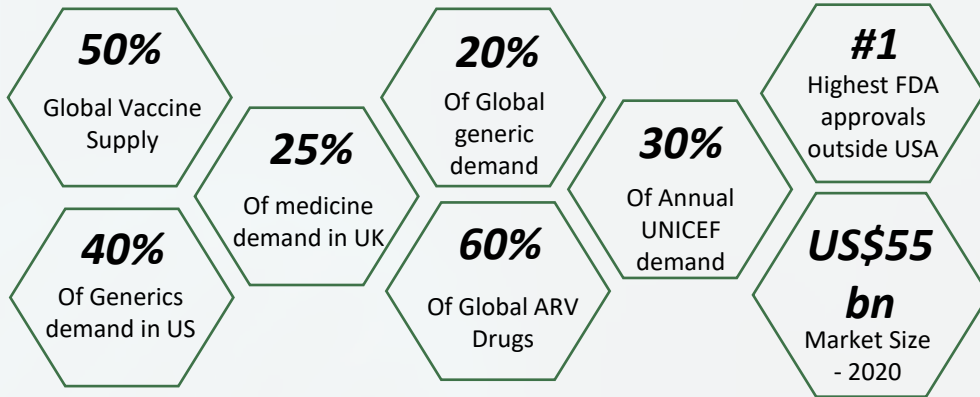 50%
Global Vaccine
Supply
20%
Of Global
generic
demand
#1
Highest FDA
approvals
outside USA
25%
Of medicine
demand in UK
30%
Of Annual
UNICEF
demand
40%
Of Generics
demand in US
60%
Of Global ARV
Drugs
US$55
bn
Market Size
- 2020